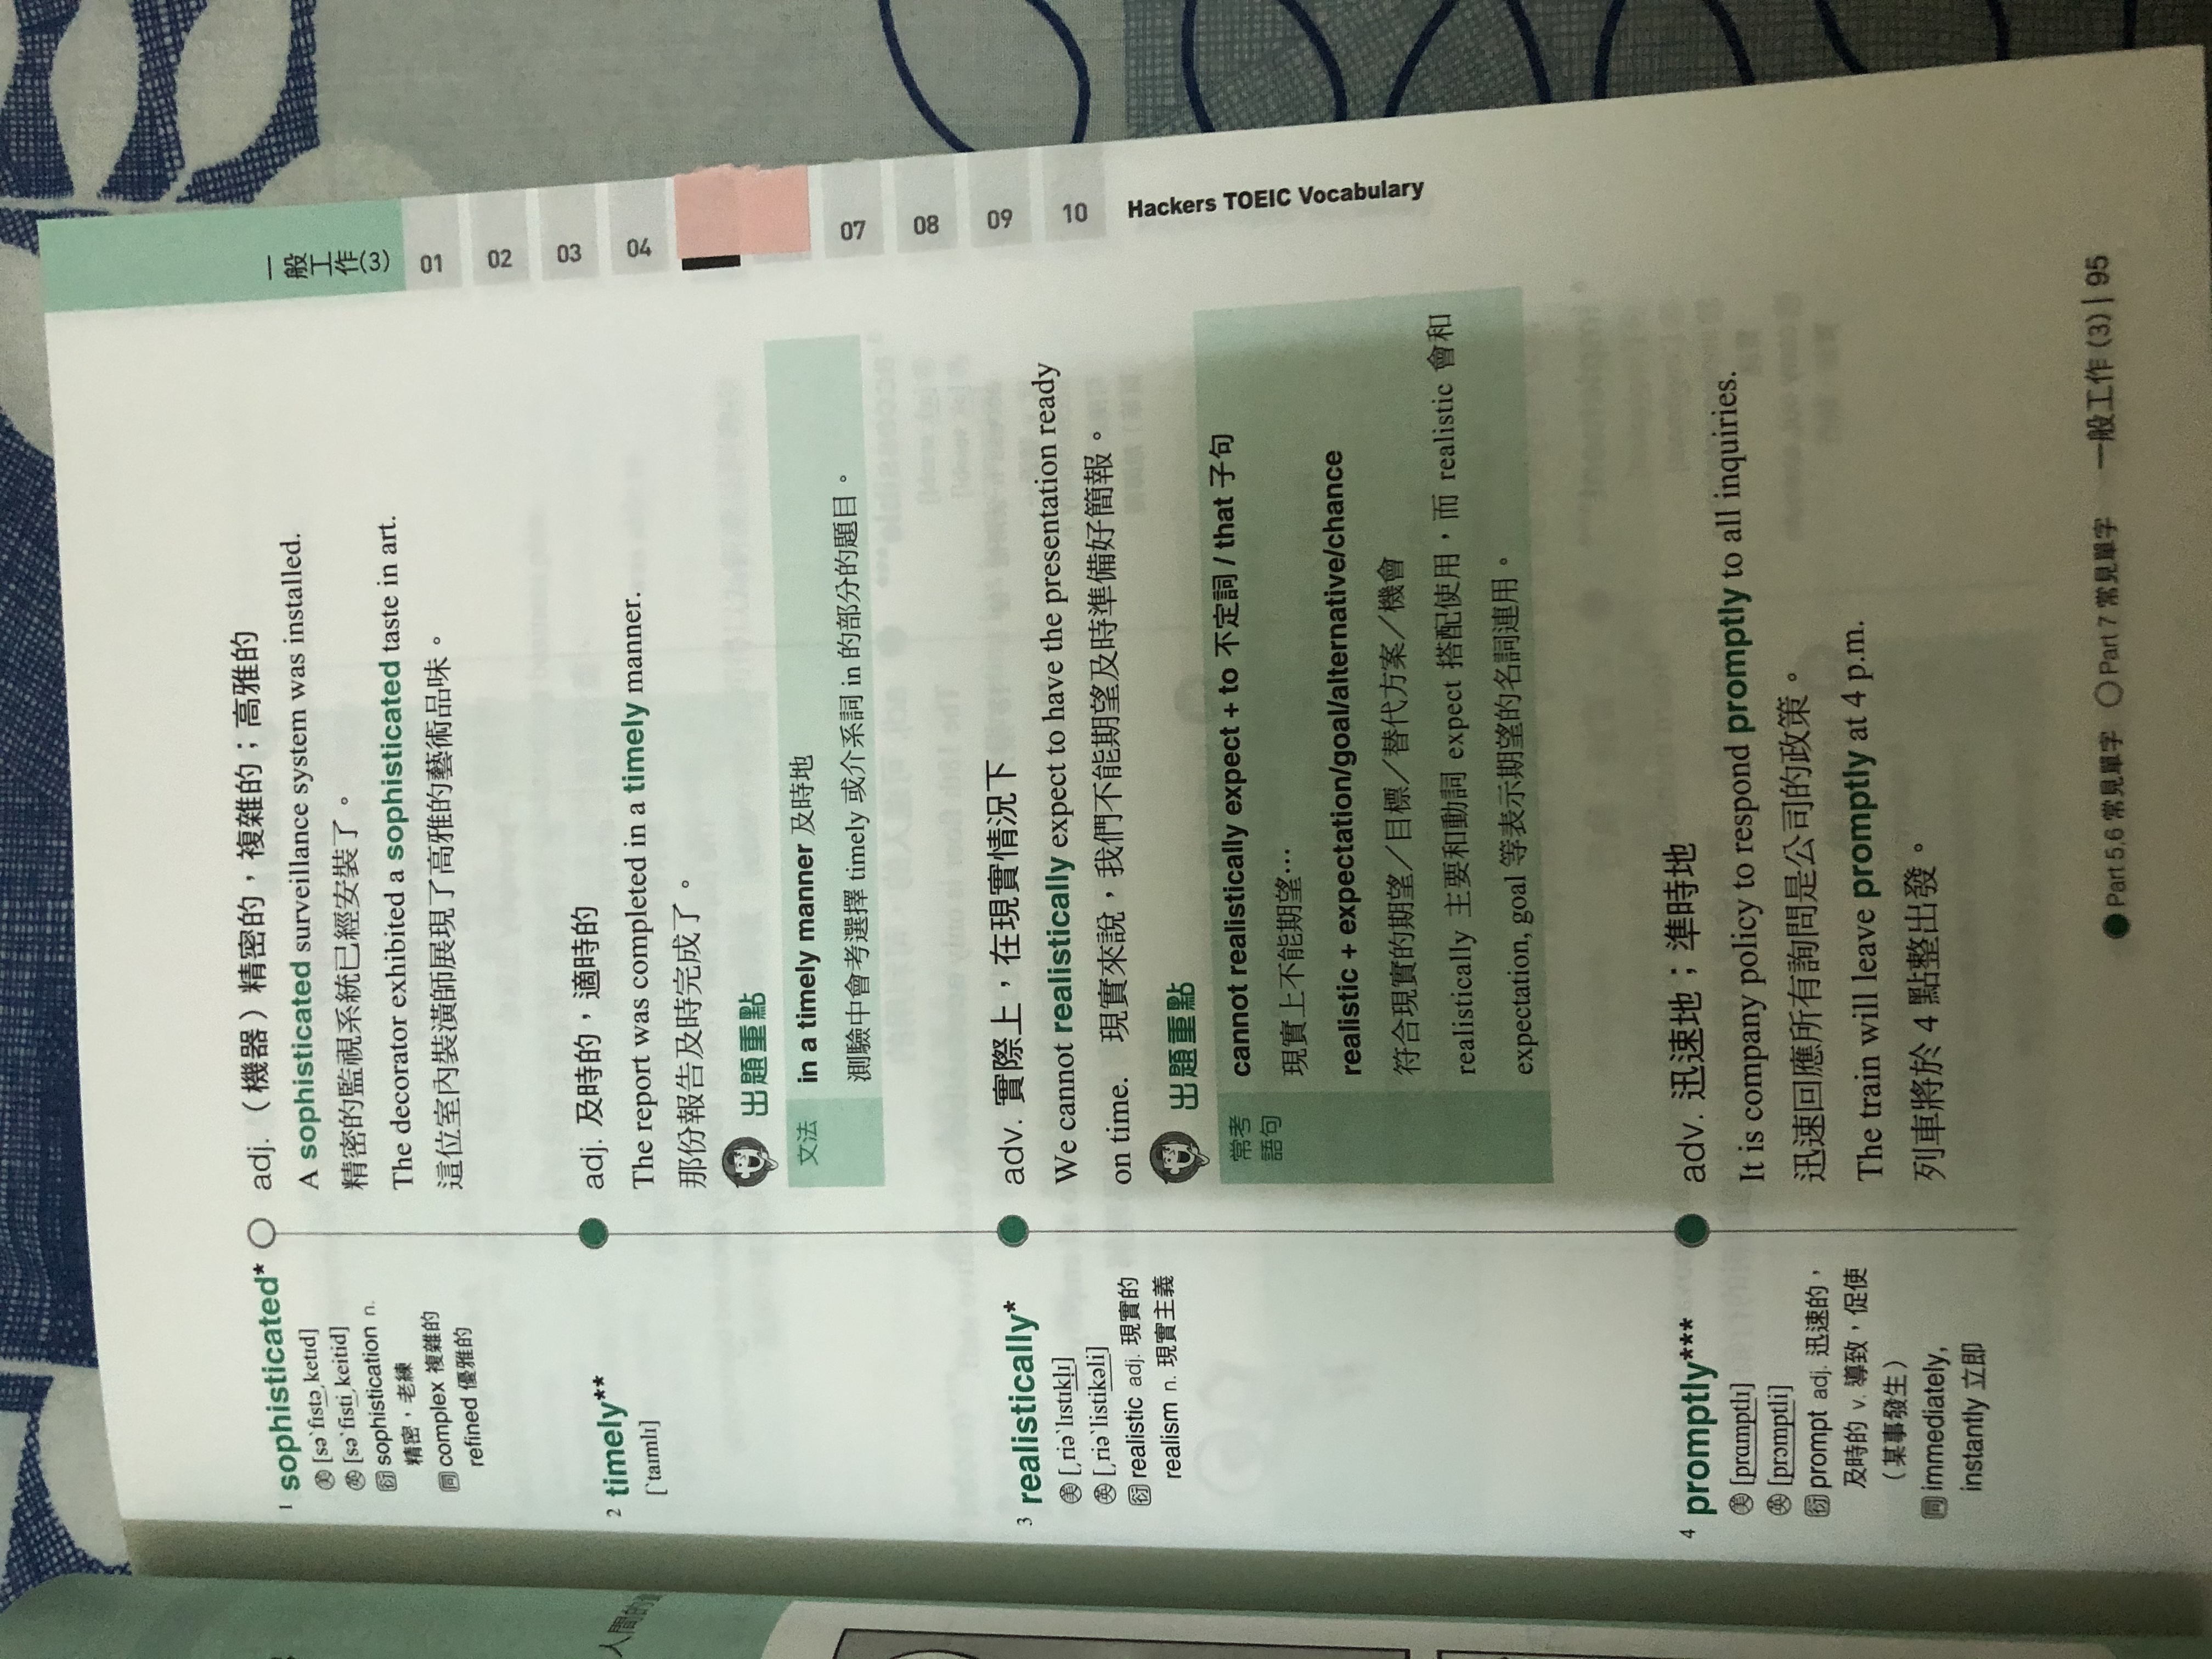 1 sophisticated*
美 [sə`fɪstə͵ketɪd]
英 [sə`fisti͵keitid]
衍 sophistication n.
精密，老練
同 complex 複雜的
refined 優雅的
adj.（機器）精密的，複雜的；高雅的
A sophisticated surveillance system was installed.
精密的監視系統已經安裝了。
The decorator exhibited a sophisticated taste in art.
這位室內裝潢師展現了高雅的藝術品味。
2 timely**
[`taɪmlɪ]
adj. 及時的，適時的
The report was completed in a timely manner.
那份報告及時完成了。
出題重點
文法
in a timely manner 及時地
測驗中會考選擇 timely 或介系詞 in 的部分的題目。
3 realistically*
美 [͵riə`lɪstɪkl̩ɪ]
英 [͵riə`listikəli]
衍 realistic adj. 現實的
realism n. 現實主義
adv. 實際上，在現實情況下
We cannot realistically expect to have the presentation ready
on time. 現實來說，我們不能期望及時準備好簡報。
出題重點
常考
語句
cannot realistically expect + to 不定詞 / that 子句
現實上不能期望…
realistic + expectation/goal/alternative/chance
符合現實的期望／目標／替代方案／機會
realistically 主要和動詞 expect 搭配使用，而 realistic 會和
expectation, goal 等表示期望的名詞連用。
4 promptly***
美 [prɑmptlɪ]
英 [prɔmptli]
衍 prompt adj. 迅速的，
及時的 v. 導致，促使
（某事發生）
同 immediately,
instantly 立即
adv. 迅速地；準時地
It is company policy to respond promptly to all inquiries.
迅速回應所有詢問是公司的政策。
The train will leave promptly at 4 p.m.
列車將於 4 點整出發。
Part 5,6 常見單字 Part 7 常見單字 一般工作 (3) | 95
一般工作(3)
01
02
03
04
07
08
09
10
Hackers TOEIC Vocabulary